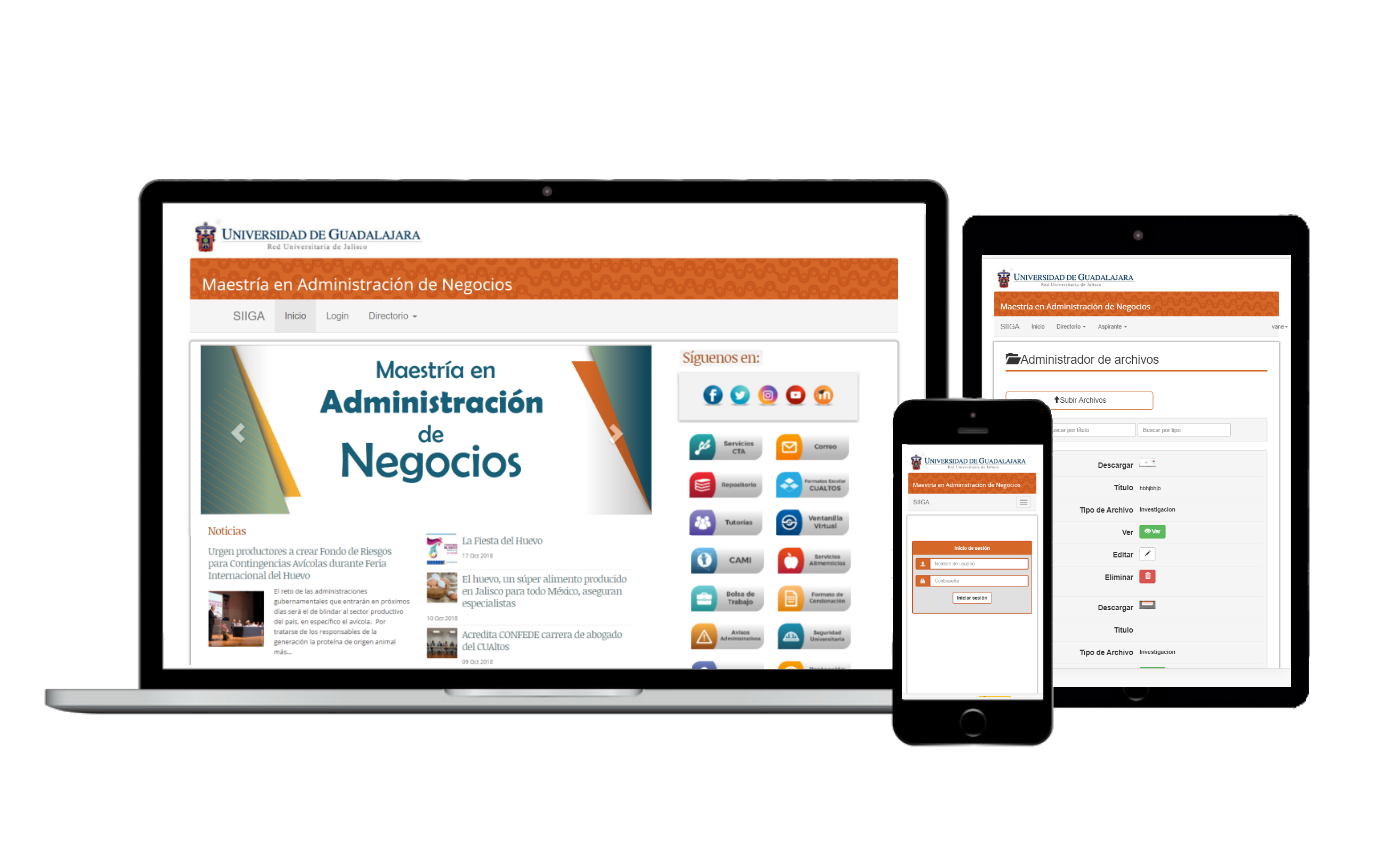 UNIVERSIDAD DE GUADALAJARA
Red Universitaria de Jalisco
Maestría en Administración de Negocios
SIIGA
Inicio
Login
Directorio
Maestría en
Administración
de
Negocios
Síguenos en:
Servicios
CTA
Correo
Repositorio
Formatos Escolar
CUALTOS
Tutorías
Ventanilla
Virtual
CAMI
Servicios
Alimenticios
Bolsa de
Trabajo
Formato de
Condonación
Avisos
Administrativos
Seguridad
Universitaria
Noticias
Urgen productores a crear Fondo de Riesgos
para Contingencias Avícolas durante Feria
Internacional del Huevo
El reto de las administraciones
gubernamentales que entrarán en próximos
días será el de blindar al sector productivo
del país, en específico el avícola. Por
tratarse de los responsables de la
generación la proteína de origen animal
más...
La Fiesta del Huevo
17 Oct 2018
El huevo, un súper alimento producido
en Jalisco para todo México, aseguran
especialistas
10 Oct 2018
Acredita CONFEDE carrera de abogado
del CUAltos
09 Oct 2018
UNIVERSIDAD DE GUADALAJARA
Red Universitaria de Jalisco
Maestría en Administración de Negocios
SIIGA
Inicio de sesión
Nombre de usuario
Contraseña
Iniciar sesión
UNIVERSIDAD DE GUADALAJARA
Red Universitaria de Jalisco
Maestría en Administración de Negocios
SIIGA
Inicio
Directorio
Aspirante
vane
Administrador de archivos
Subir Archivos
por título
Buscar por tipo
Descargar
Título hbhjbhjb
Tipo de Archivo Investigacion
Ver Ver
Editar
Eliminar
Descargar
Título
Tipo de Archivo Investigacion